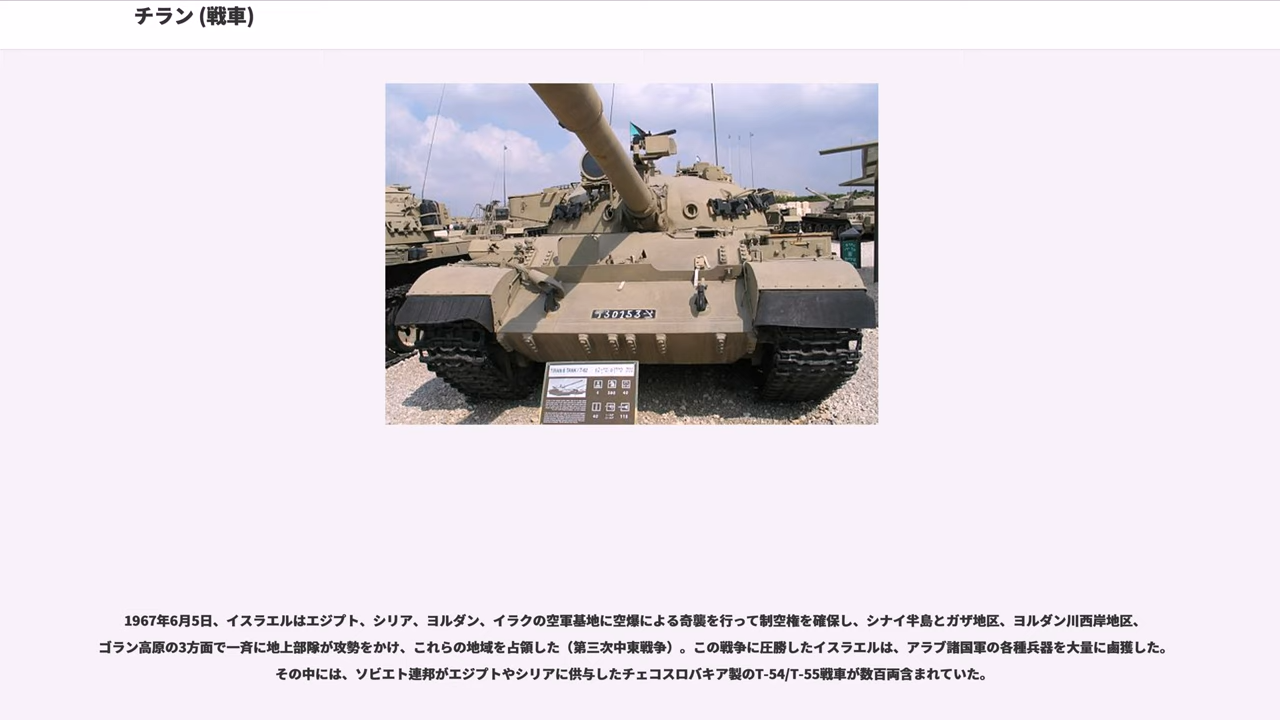 チラン (戦車)
1967年6月5日、イスラエルはエジプト、シリア、ヨルダン、イラクの空軍基地に空爆による奇襲を行って制空権を確保し、シナイ半島とガザ地区、ヨルダン川西岸地区、
ゴラン高原の3方面で一斉に地上部隊が攻勢をかけ、これらの地域を占領した（第三次中東戦争）。この戦争に圧勝したイスラエルは、アラブ諸国軍の各種兵器を大量に鹵獲した。
その中には、ソビエト連邦がエジプトやシリアに供与したチェコスロバキア製のT-54/T-55戦車が数百両含まれていた。